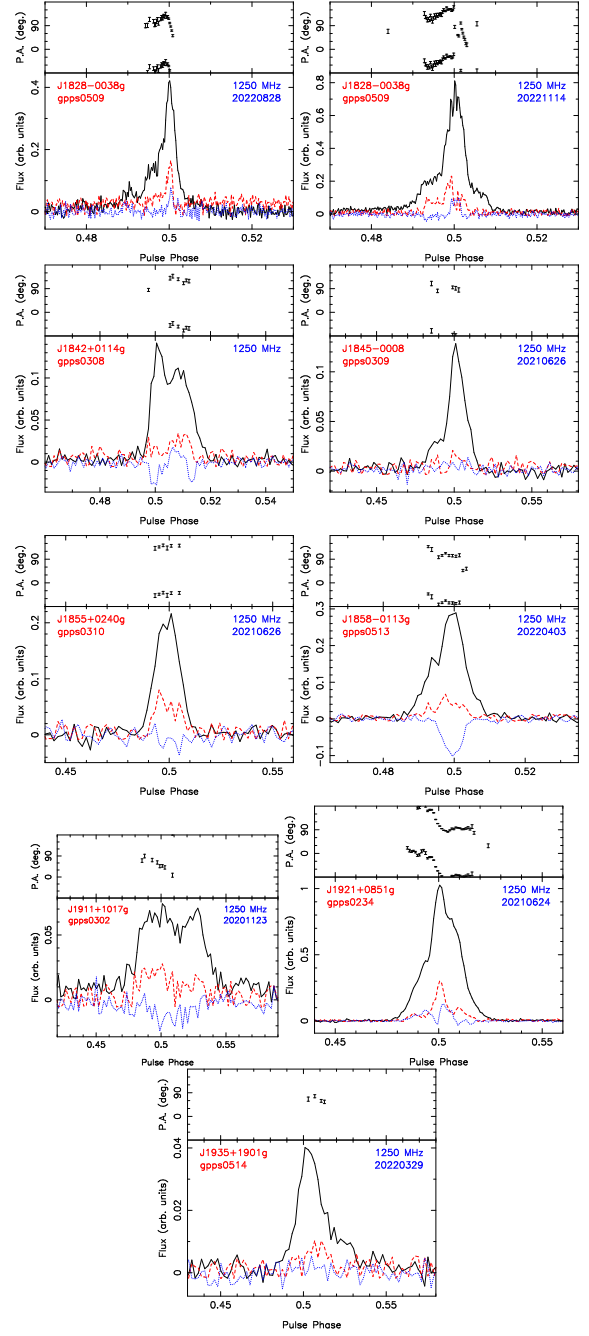 P.A. (deg.)
0 90
J1828−0038g 1250 MHz
gpps0509 20220828
Flux (arb. units)
0 0.2 0.4
0.48 0.5 0.52
Pulse Phase
P.A. (deg.)
0 90
J1828−0038g 1250 MHz
gpps0509 20221114
Flux (arb. units)
0 0.2 0.4 0.6 0.8
0.48 0.5 0.52
Pulse Phase
P.A. (deg.)
0 90
J1842+0114g 1250 MHz
gpps0308
Flux (arb. units)
0 0.05 0.1
0.48 0.5 0.52 0.54
Pulse Phase
P.A. (deg.)
0 90
J1845−0008 1250 MHz
gpps0309 20210626
Flux (arb. units)
0 0.05 0.1
0.45 0.5 0.55
Pulse Phase
P.A. (deg.)
0 90
J1855+0240g 1250 MHz
gpps0310 20210626
Flux (arb. units)
0 0.1 0.2
0.45 0.5 0.55
Pulse Phase
P.A. (deg.)
0 90
J1858−0113g 1250 MHz
gpps0513 20220403
Flux (arb. units)
−0.1 0 0.1 0.2 0.3
0.48 0.5 0.52
Pulse Phase
P.A. (deg.)
0 90
J1911+1017g 1250 MHz
gpps0302 20201123
Flux (arb. units)
0 0.05
0.45 0.5 0.55
Pulse Phase
P.A. (deg.)
0 90
J1921+0851g 1250 MHz
gpps0234 20210624
Flux (arb. units)
0 0.5 1
0.45 0.5 0.55
Pulse Phase
P.A. (deg.)
0 90
J1935+1901g 1250 MHz
gpps0514 20220329
Flux (arb. units)
0 0.02 0.04
0.45 0.5 0.55
Pulse Phase